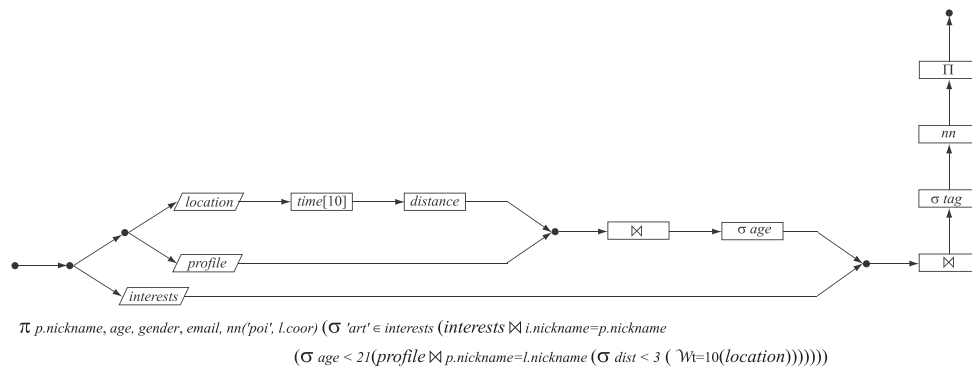 Π
nn
σ tag
location
time[10]
distance
⋈
σ age
profile
⋈
interests
π p.nickname, age, gender, email, nn('poi', l.coor) (σ 'art' ∈ interests (interests ⋈ i.nickname=p.nickname
(σ age < 21(profile ⋈ p.nickname=l.nickname (σ dist < 3 ( 𝒲t=10(location)))))))